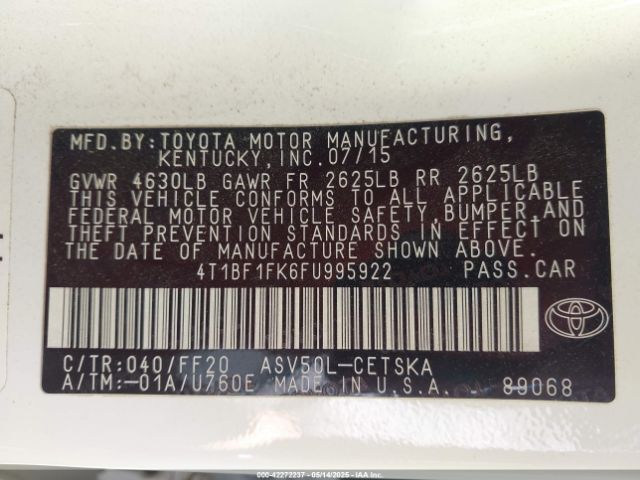 MFD.BY:TOYOTA MOTOR MANUFACTURING,
KENTUCKY,INC.07/15
GVWR 4630LB GAWR FR 2625LB RR 2625LB
THIS VEHICLE CONFORMS TO ALL APPLICABLE
FEDERAL MOTOR VEHICLE SAFETY,BUMPER,AND
THEFT PREVENTION STANDARDS IN EFFECT ON
THE DATE OF MANUFACTURE SHOWN ABOVE.
4T1BF1FK6FU995922 PASS.CAR
C/TR:040/FF20 ASV50L-CETSKA
A/TM:-01A/U760E MADE IN U.S.A. 89068
000-42272237 - 05/14/2025 - IAAI, Inc.